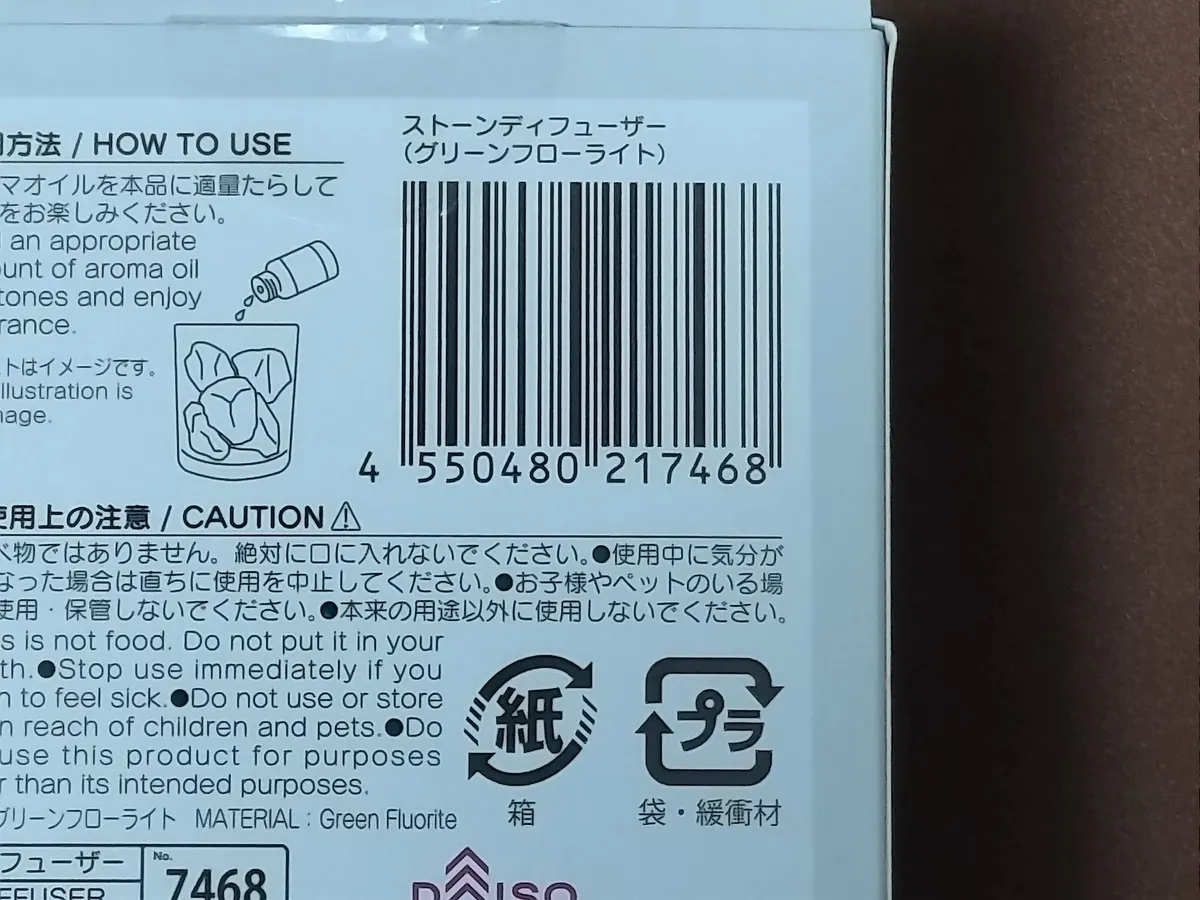 方法 / HOW TO USE
マオイルを本品に適量たらして
をお楽しみください。
an appropriate
ount of aroma oil
tones and enjoy
rance.
トはイメージです。
llustration is
mage.
ストーンディフューザー
（グリーンフローライト）
4 550480 217468
使用上の注意 / CAUTION
べ物ではありません。絶対に口に入れないでください。●使用中に気分が
なった場合は直ちに使用を中止してください。●お子様やペットのいる場
使用・保管しないでください。●本来の用途以外に使用しないでください。
s is not food. Do not put it in your
th.●Stop use immediately if you
n to feel sick.●Do not use or store
n reach of children and pets.●Do
use this product for purposes
r than its intended purposes.
紙
箱
プラ
袋・緩衝材
グリーンフローライト MATERIAL：Green Fluorite
フューザー
FFUSER
No.
7468
DAISO